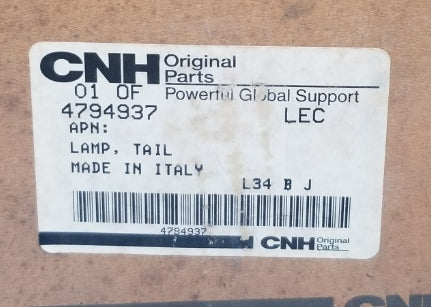 CNH Original
Parts
01 OF Powerful Global Support
4794937 LEC
APN:
LAMP, TAIL
MADE IN ITALY
L34 B J
4794937
CNH Original
Parts
CNH